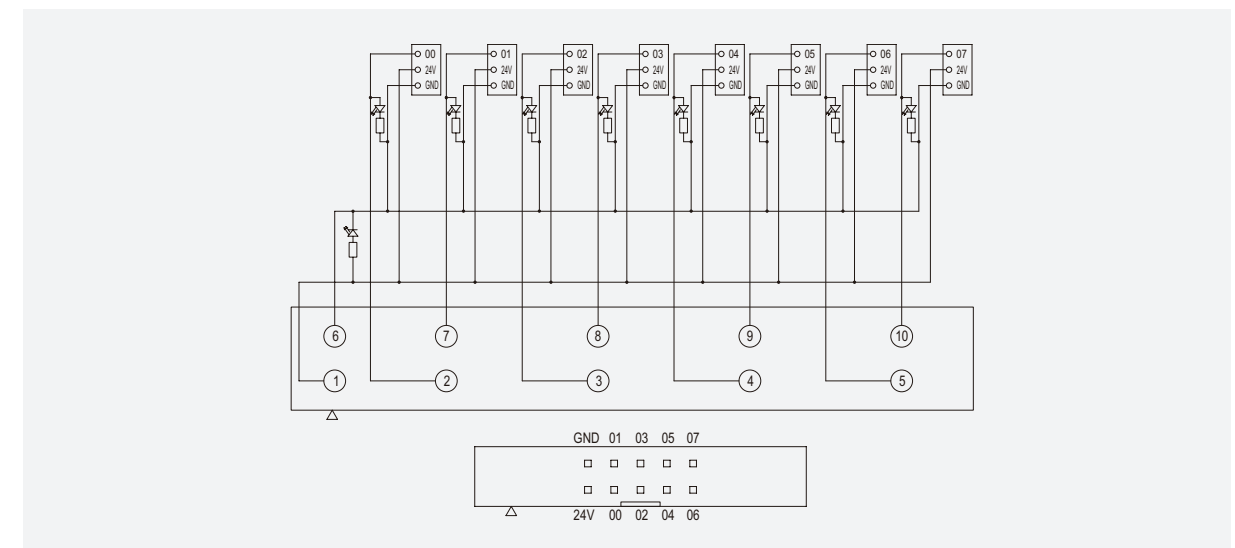 00 01 02 03 04 05 06 07
24V 24V 24V 24V 24V 24V 24V 24V
GND GND GND GND GND GND GND GND
6 7 8 9 10
1 2 3 4 5
GND 01 03 05 07
24V 00 02 04 06